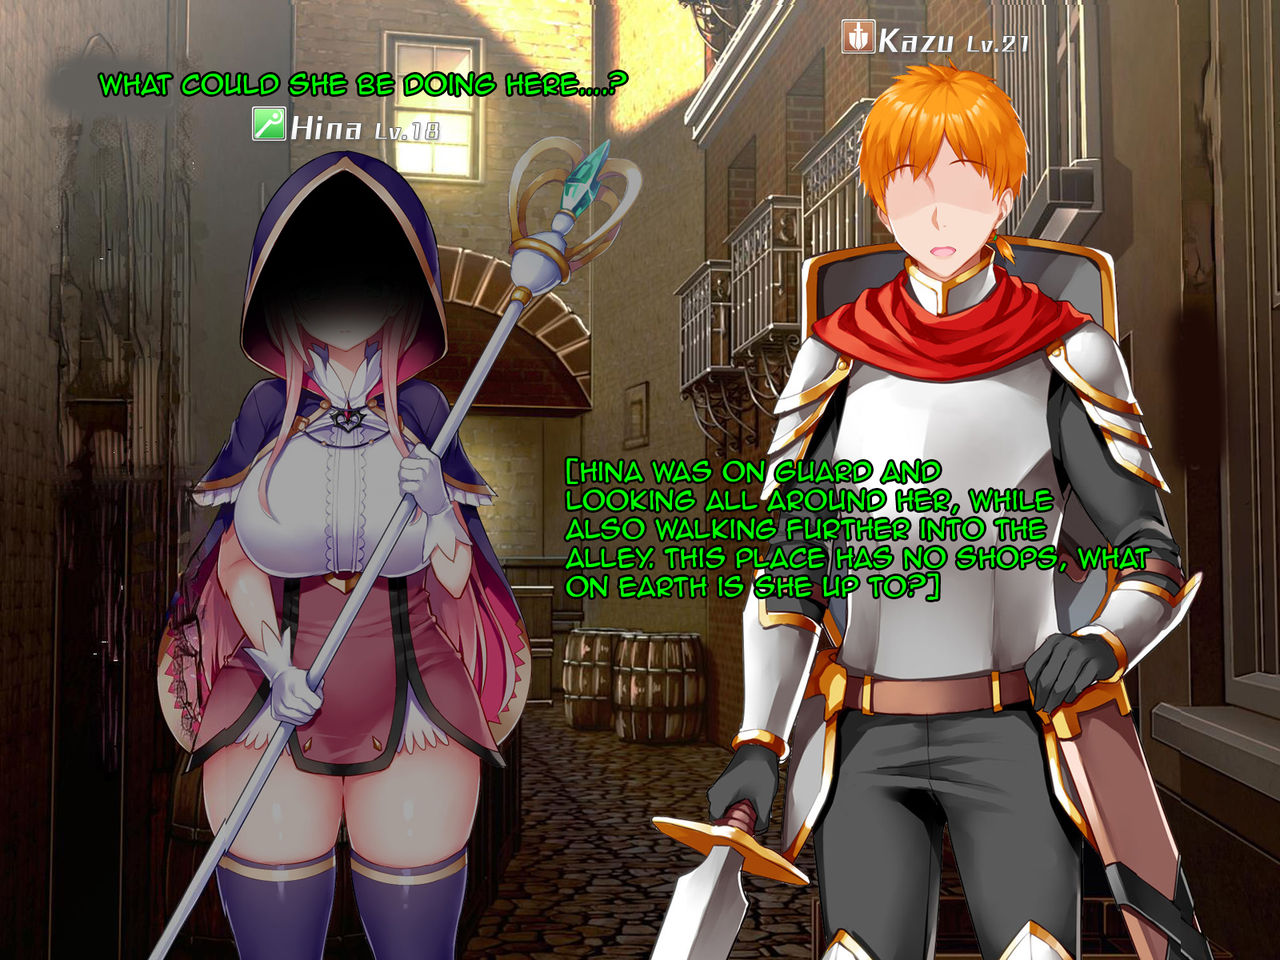 Kazu Lv.21
WHAT COULD SHE BE DOING HERE....?
Hina Lv.18
[HINA WAS ON GUARD AND
LOOKING ALL AROUND HER, WHILE
ALSO WALKING FURTHER INTO THE
ALLEY. THIS PLACE HAS NO SHOPS, WHAT
ON EARTH IS SHE UP TO?]